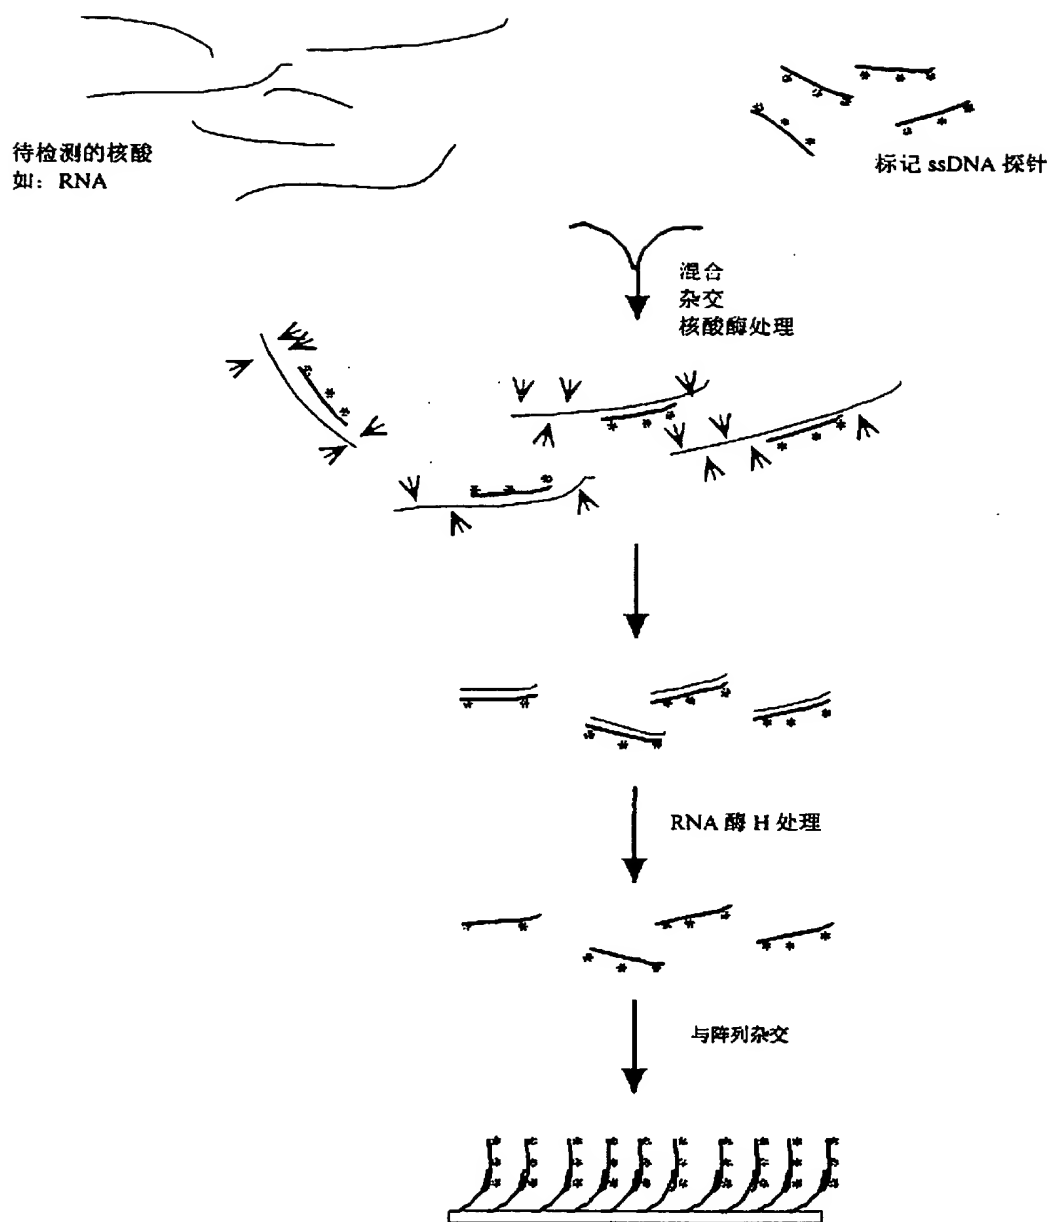 待检测的核酸
如：RNA
标记 ssDNA 探针
混合
杂交
核酸酶处理
RNA 酶 H 处理
与阵列杂交